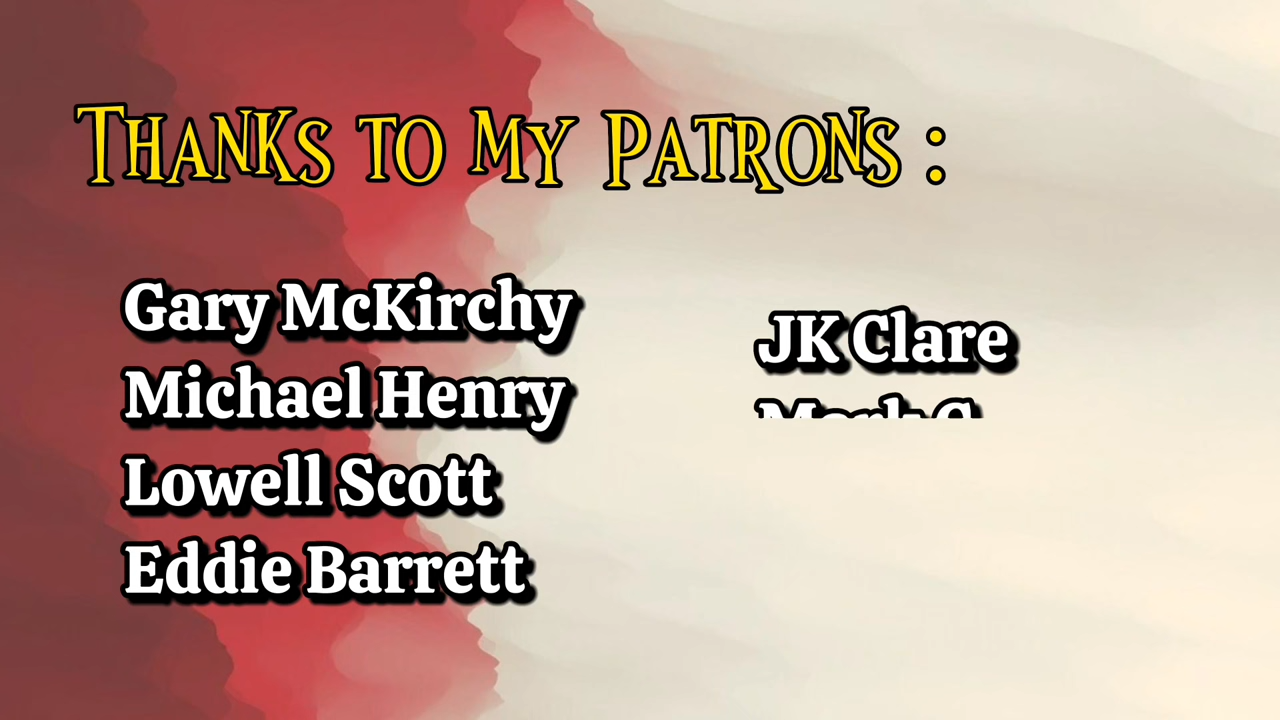 Thanks to My Patrons :
Gary McKirchy
Michael Henry
Lowell Scott
Eddie Barrett
JK Clare